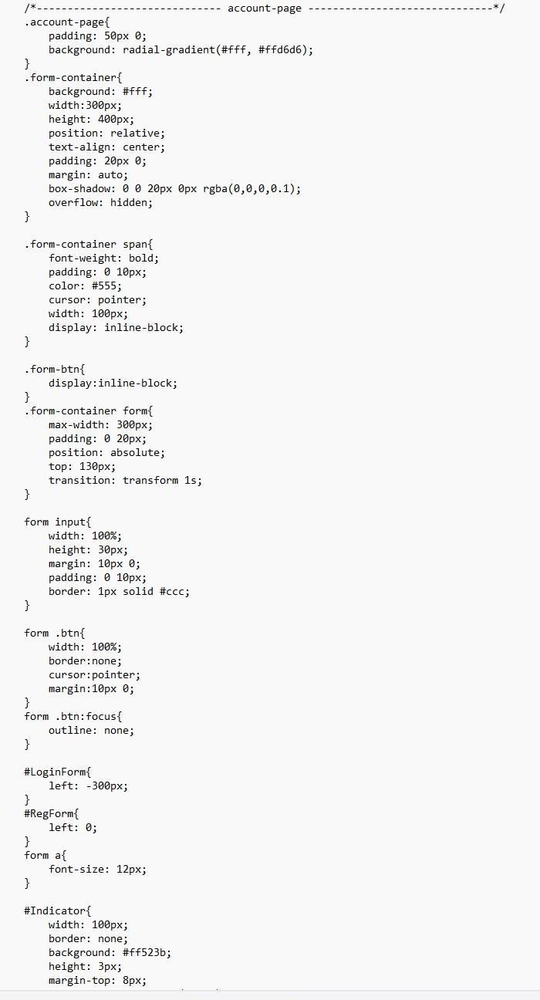 /*------------------------------ account-page ------------------------------*/
.account-page{
    padding: 50px 0;
    background: radial-gradient(#fff, #ffd6d6);
}
.form-container{
    background: #fff;
    width:300px;
    height: 400px;
    position: relative;
    text-align: center;
    padding: 20px 0;
    margin: auto;
    box-shadow: 0 0 20px 0px rgba(0,0,0,0.1);
    overflow: hidden;
}

.form-container span{
    font-weight: bold;
    padding: 0 10px;
    color: #555;
    cursor: pointer;
    width: 100px;
    display: inline-block;
}

.form-btn{
    display:inline-block;
}
.form-container form{
    max-width: 300px;
    padding: 0 20px;
    position: absolute;
    top: 130px;
    transition: transform 1s;
}

form input{
    width: 100%;
    height: 30px;
    margin: 10px 0;
    padding: 0 10px;
    border: 1px solid #ccc;
}

form .btn{
    width: 100%;
    border:none;
    cursor:pointer;
    margin:10px 0;
}
form .btn:focus{
    outline: none;
}

#LoginForm{
    left: -300px;
}
#RegForm{
    left: 0;
}
form a{
    font-size: 12px;
}

#Indicator{
    width: 100px;
    border: none;
    background: #ff523b;
    height: 3px;
    margin-top: 8px;